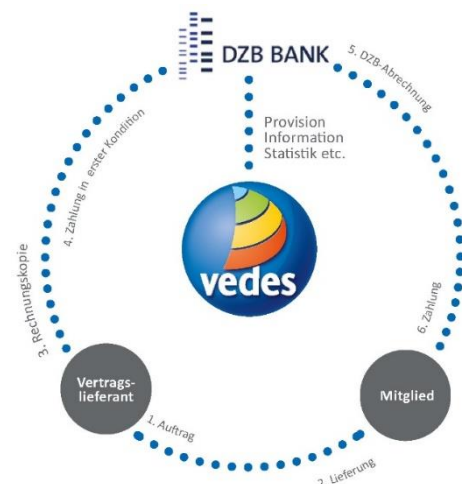 DZB BANK
5. DZB-Abrechnung
Provision
Information
Statistik etc.
4. Zahlung in erster Kondition
3. Rechnungskopie
vedes
6. Zahlung
Vertrags-
lieferant
Mitglied
1. Auftrag
2. Lieferung